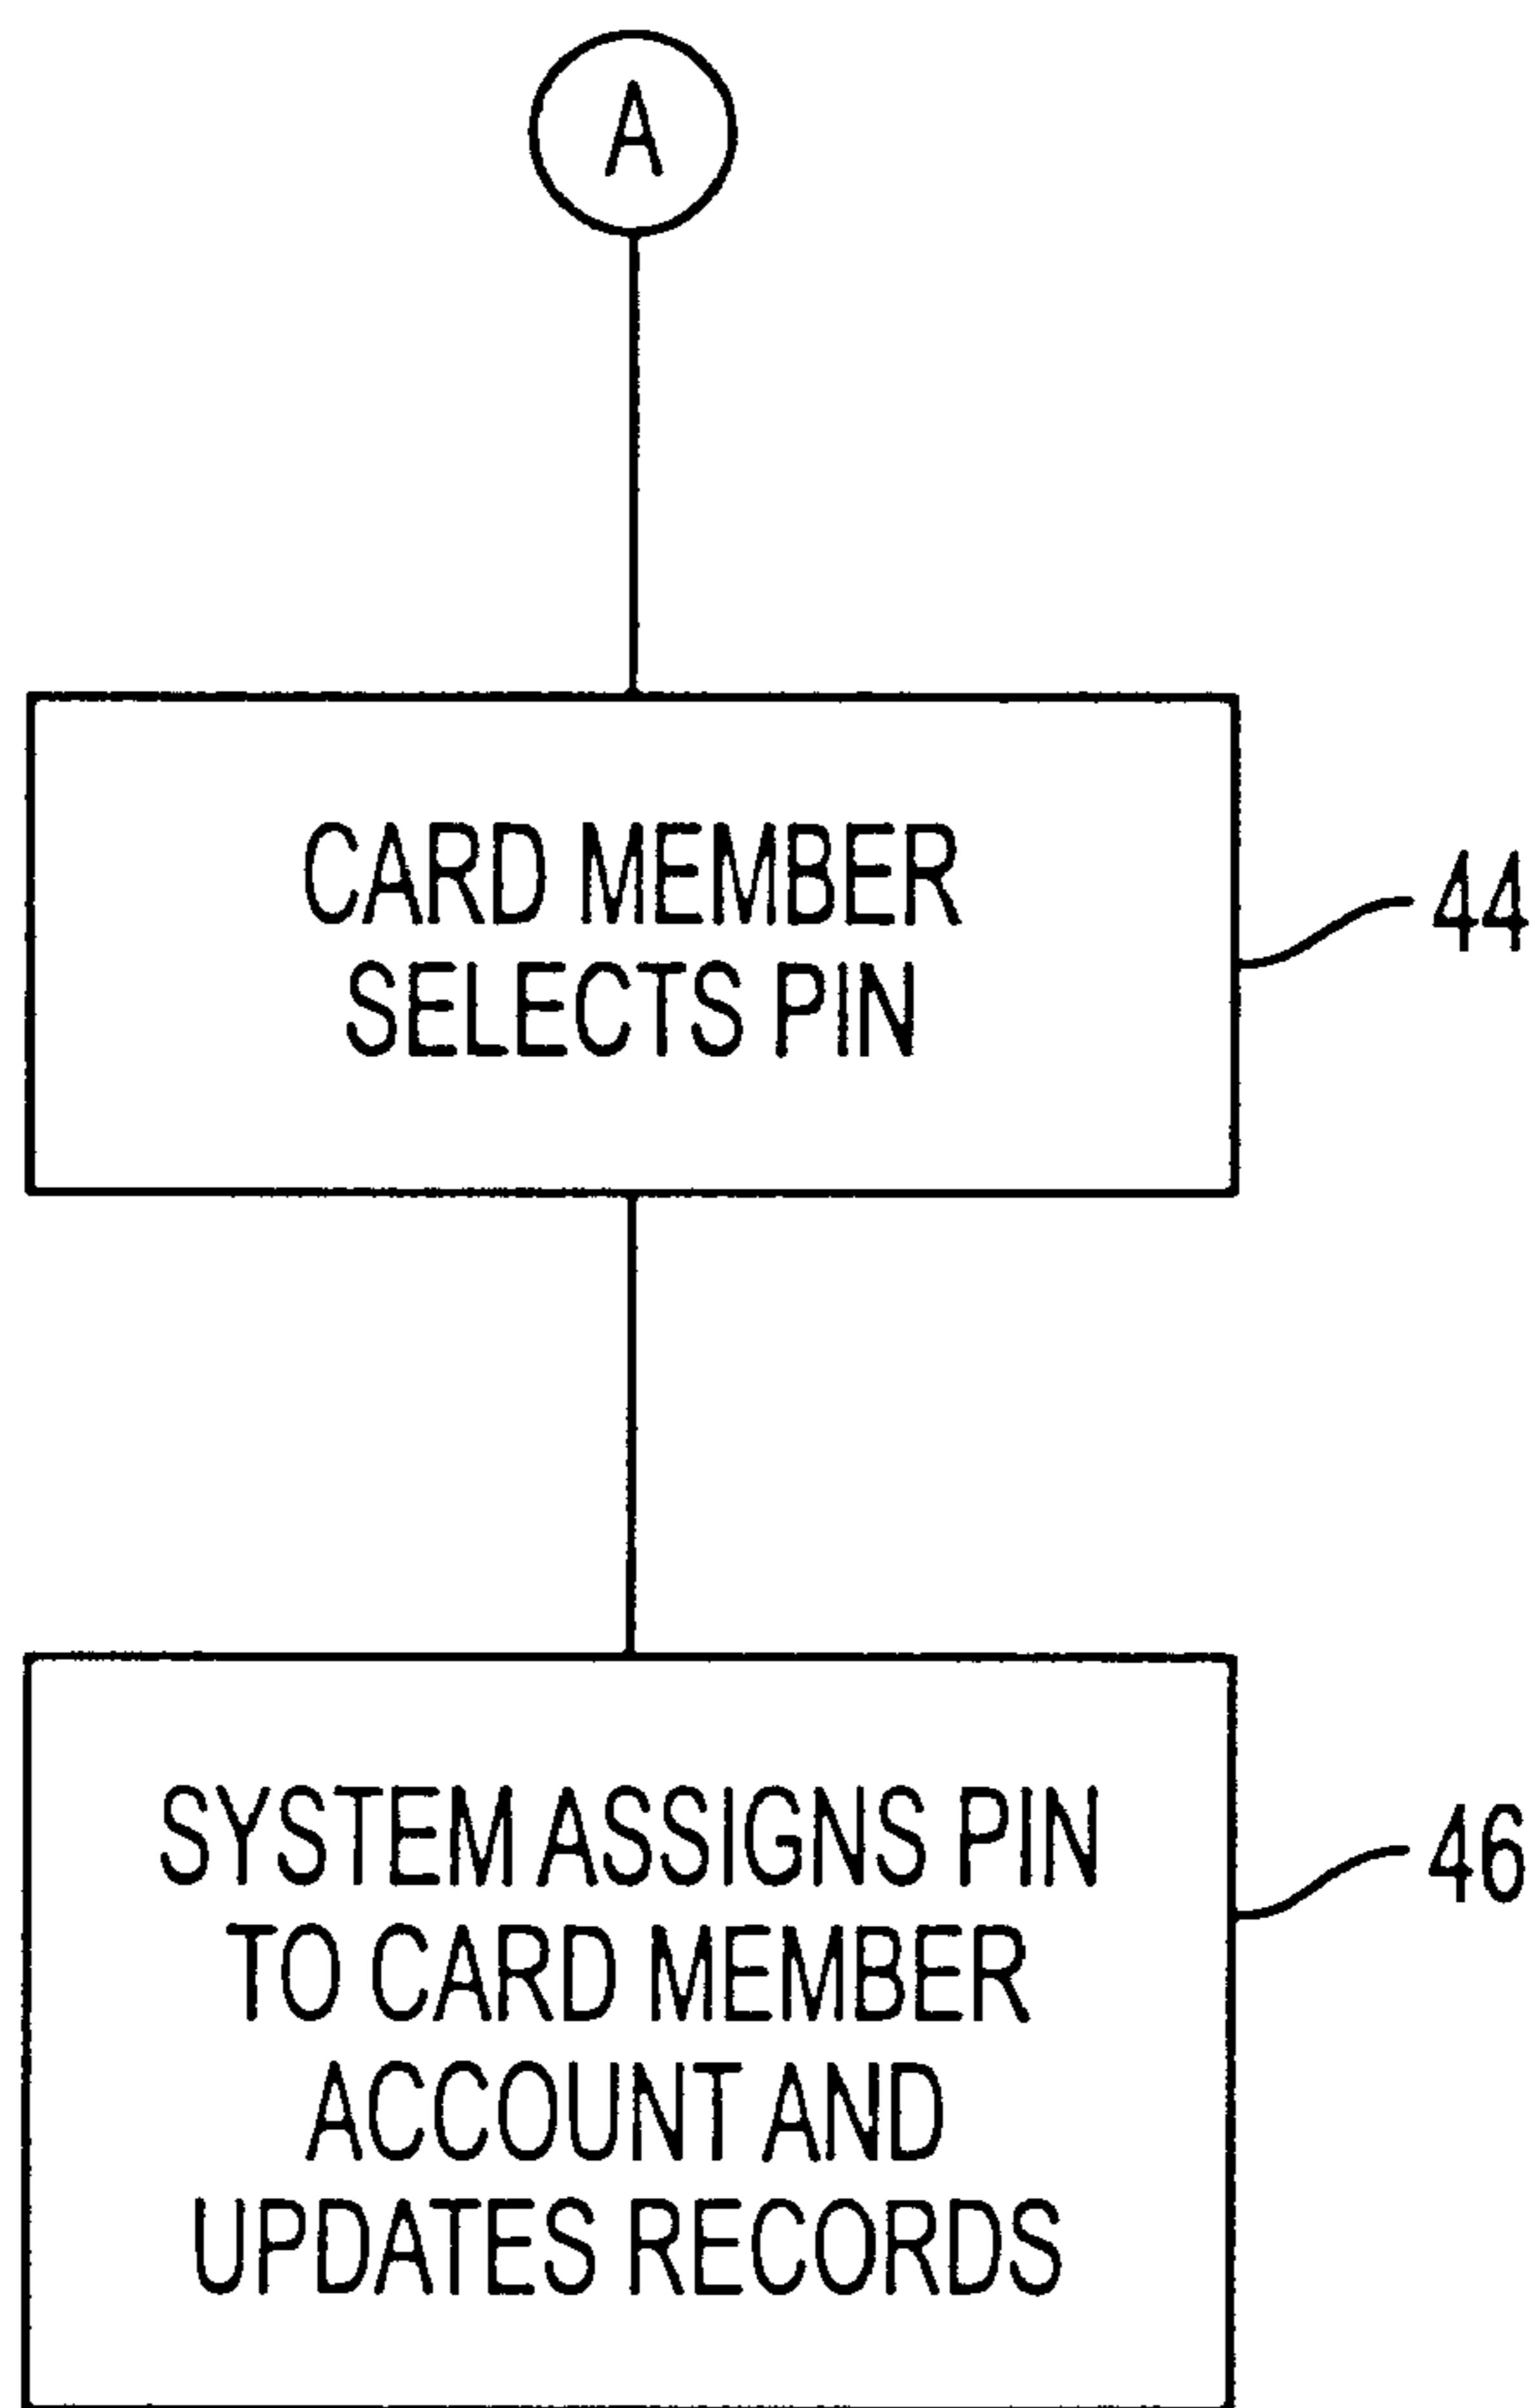 A
CARD MEMBER
SELECTS PIN
44
SYSTEM ASSIGNS PIN
TO CARD MEMBER
ACCOUNT AND
UPDATES RECORDS
46